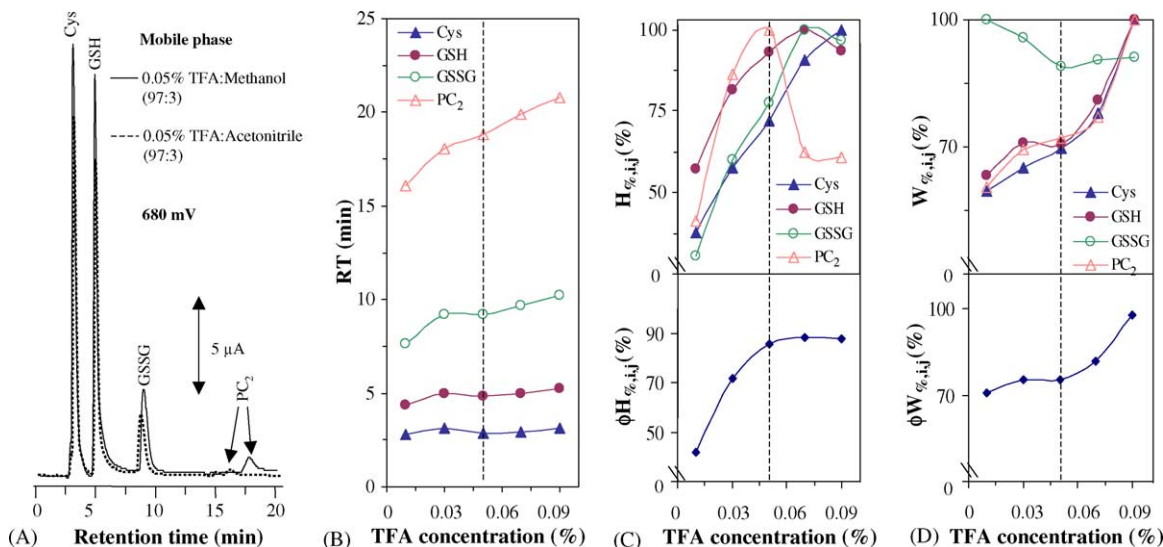 Cys
GSH
Mobile phase
0.05% TFA:Methanol
(97:3)
0.05% TFA:Acetonitrile
(97:3)
680 mV
5 µA
GSSG
PC2
0 5 10 15 20
Retention time (min)
(A)
25
20
15
10
5
0
RT (min)
Cys
GSH
GSSG
PC2
0 0.03 0.06 0.09
TFA concentration (%)
(B)
100
75
50
0
H%,i,j(%)
Cys
GSH
GSSG
PC2
90
70
50
0
ϕH%,i,j(%)
0 0.03 0.06 0.09
TFA concentration (%)
(C)
100
70
0
W%,i,j(%)
Cys
GSH
GSSG
PC2
100
70
0
ϕW%,i,j(%)
0 0.03 0.06 0.09
TFA concentration (%)
(D)